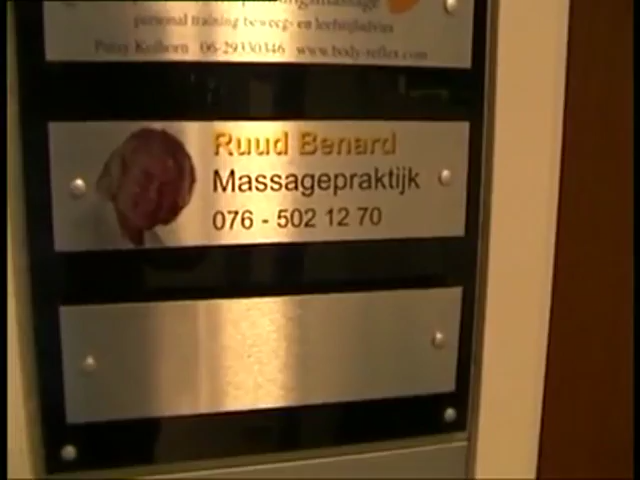 personal training beweeg- en leefstijladvies
06-29330346 www.body-reflex.com
Ruud Benard
Massagepraktijk
076 - 502 12 70